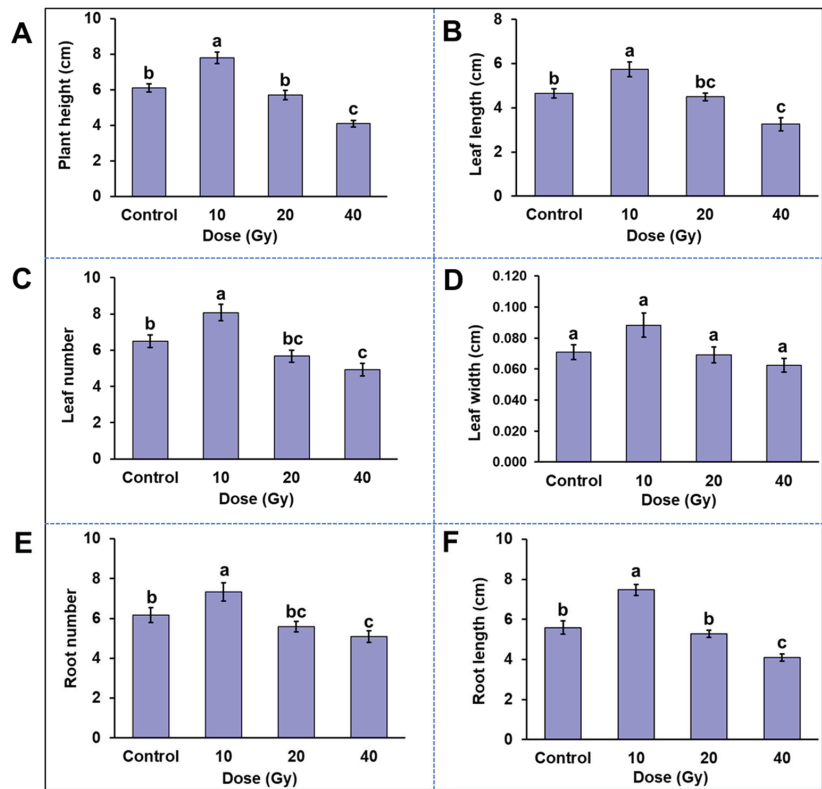 A
Plant height (cm)
10
8
6
4
2
0
b
a
b
c
Control 10 20 40
Dose (Gy)
B
Leaf length (cm)
8
6
4
2
0
b
a
bc
c
Control 10 20 40
Dose (Gy)
C
Leaf number
10
8
6
4
2
0
b
a
bc
c
Control 10 20 40
Dose (Gy)
D
Leaf width (cm)
0.120
0.100
0.080
0.060
0.040
0.020
0.000
a
a
a
a
Control 10 20 40
Dose (Gy)
E
Root number
10
8
6
4
2
0
b
a
bc
c
Control 10 20 40
Dose (Gy)
F
Root length (cm)
10
8
6
4
2
0
b
a
b
c
Control 10 20 40
Dose (Gy)